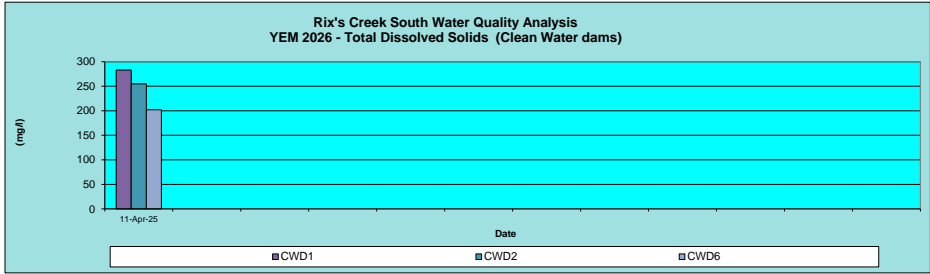 Rix's Creek South Water Quality Analysis
YEM 2026 - Total Dissolved Solids (Clean Water dams)
300
250
200
150
100
50
0
(mg/l)
11-Apr-25
Date
CWD1 CWD2 CWD6